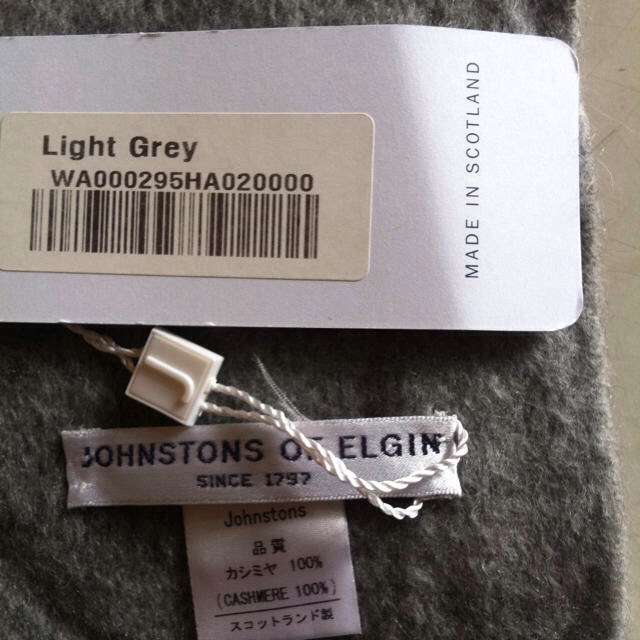 Light Grey
WA000295HA020000
MADE IN SCOTLAND
JOHNSTONS OF ELGIN
SINCE 1797
Johnstons
品質
カシミヤ 100%
(CASHMERE 100%)
スコットランド製